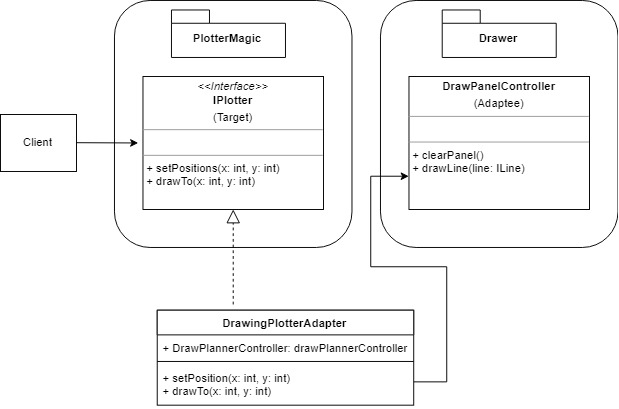 PlotterMagic
Drawer
<<Interface>>
IPlotter
(Target)
+ setPositions(x: int, y: int)
+ drawTo(x: int, y: int)
DrawPanelController
(Adaptee)
+ clearPanel()
+ drawLine(line: ILine)
Client
DrawingPlotterAdapter
+ DrawPlannerController: drawPlannerController
+ setPosition(x: int, y: int)
+ drawTo(x: int, y: int)